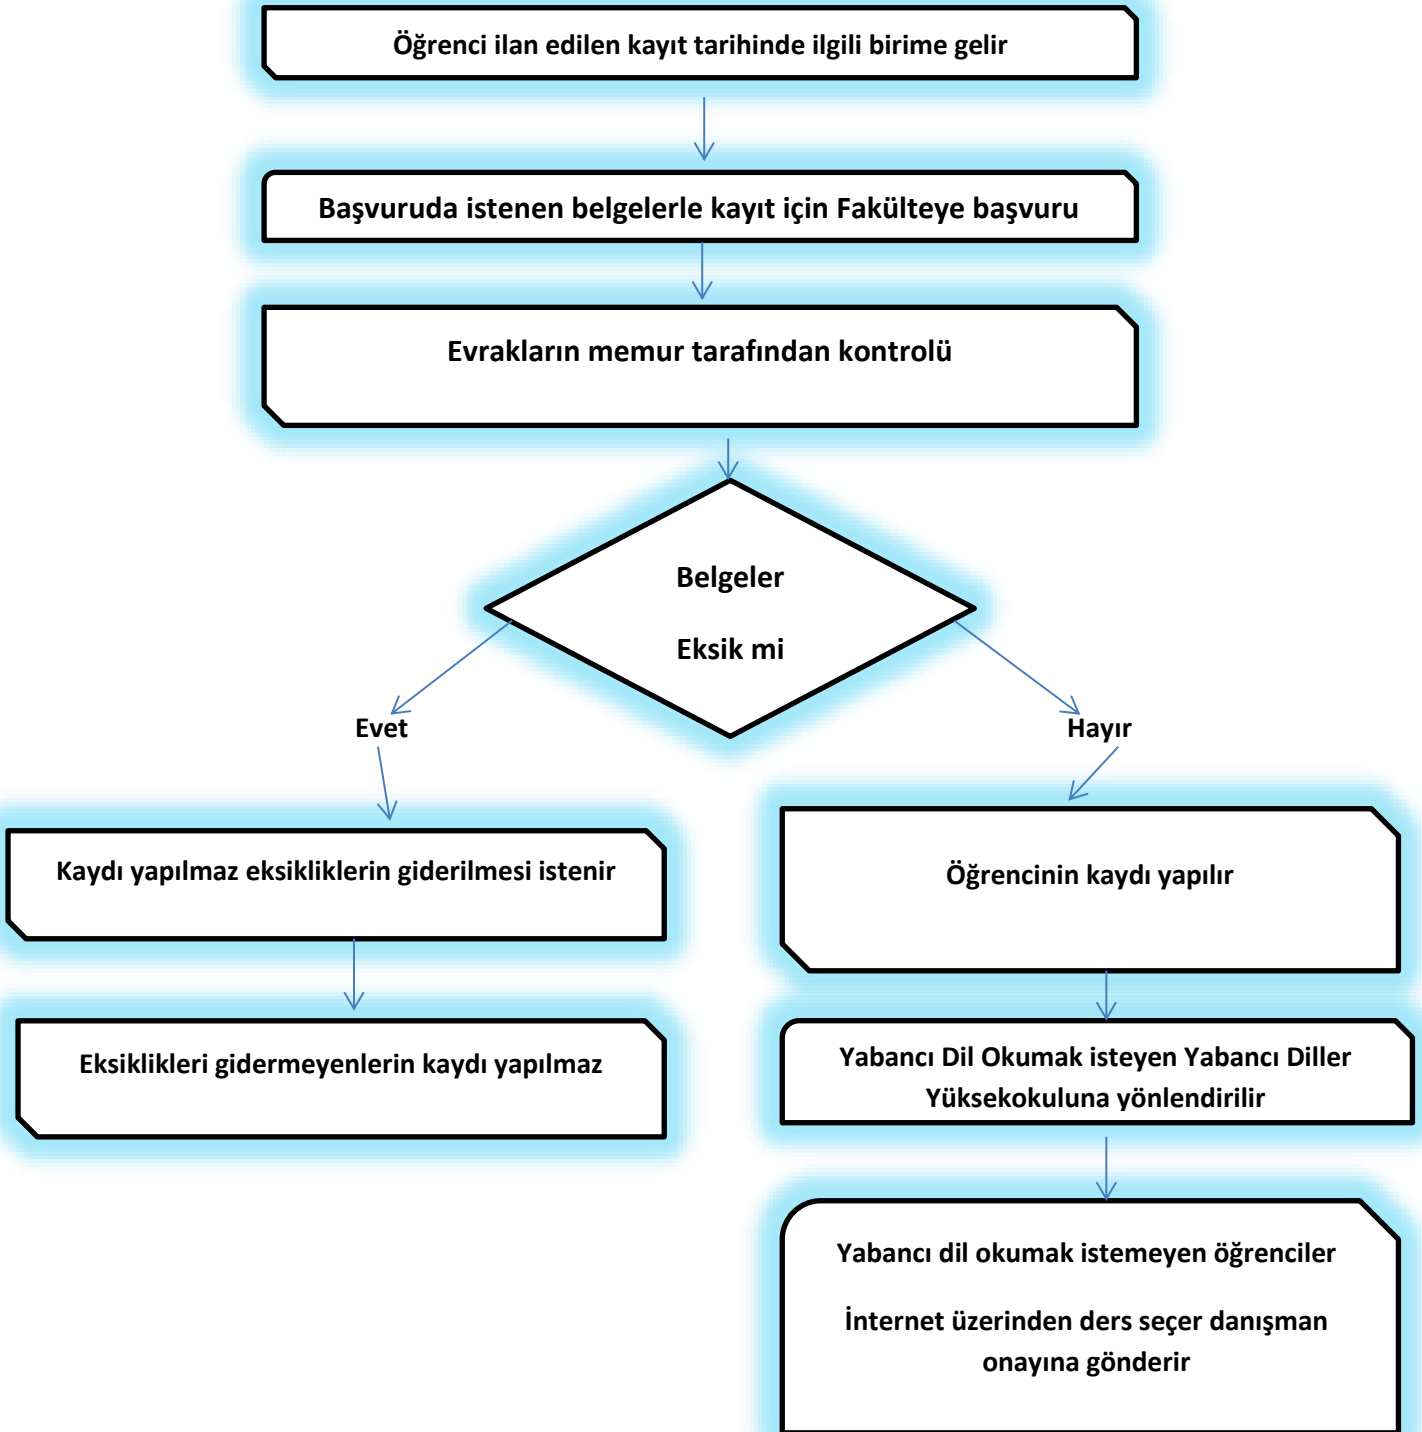 Öğrenci ilan edilen kayıt tarihinde ilgili birime gelir
Başvuruda istenen belgelerle kayıt için Fakülteye başvuru
Evrakların memur tarafından kontrolü
Belgeler
Eksik mi
Evet
Hayır
Kaydı yapılmaz eksikliklerin giderilmesi istenir
Öğrencinin kaydı yapılır
Eksiklikleri gidermeyenlerin kaydı yapılmaz
Yabancı Dil Okumak isteyen Yabancı Diller
Yüksekokuluna yönlendirilir
Yabancı dil okumak istemeyen öğrenciler
İnternet üzerinden ders seçer danışman
onayına gönderir